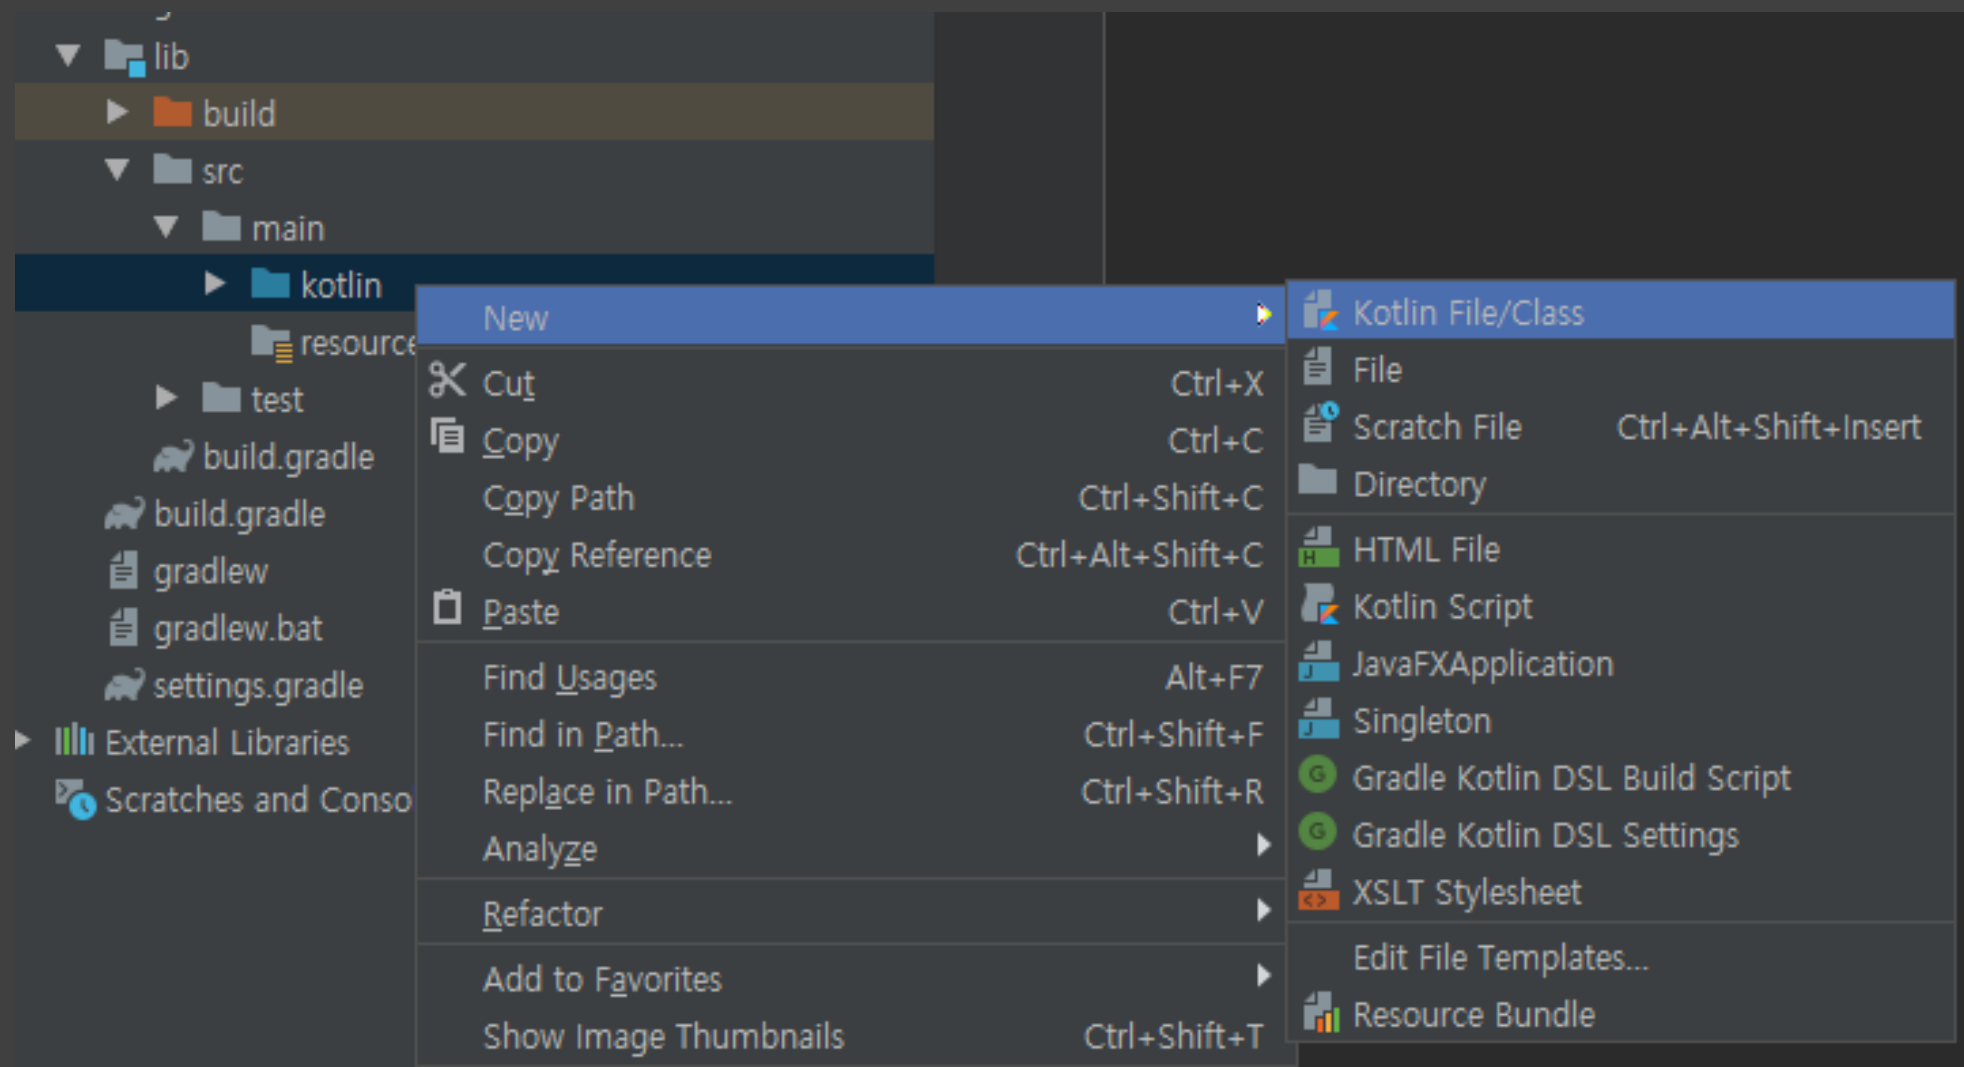 lib
build
src
main
kotlin
resource
test
build.gradle
build.gradle
gradlew
gradlew.bat
settings.gradle
External Libraries
Scratches and Conso
New
Cut Ctrl+X
Copy Ctrl+C
Copy Path Ctrl+Shift+C
Copy Reference Ctrl+Alt+Shift+C
Paste Ctrl+V
Find Usages Alt+F7
Find in Path... Ctrl+Shift+F
Replace in Path... Ctrl+Shift+R
Analyze
Refactor
Add to Favorites
Show Image Thumbnails Ctrl+Shift+T
Kotlin File/Class
File
Scratch File Ctrl+Alt+Shift+Insert
Directory
HTML File
Kotlin Script
JavaFXApplication
Singleton
Gradle Kotlin DSL Build Script
Gradle Kotlin DSL Settings
XSLT Stylesheet
Edit File Templates...
Resource Bundle